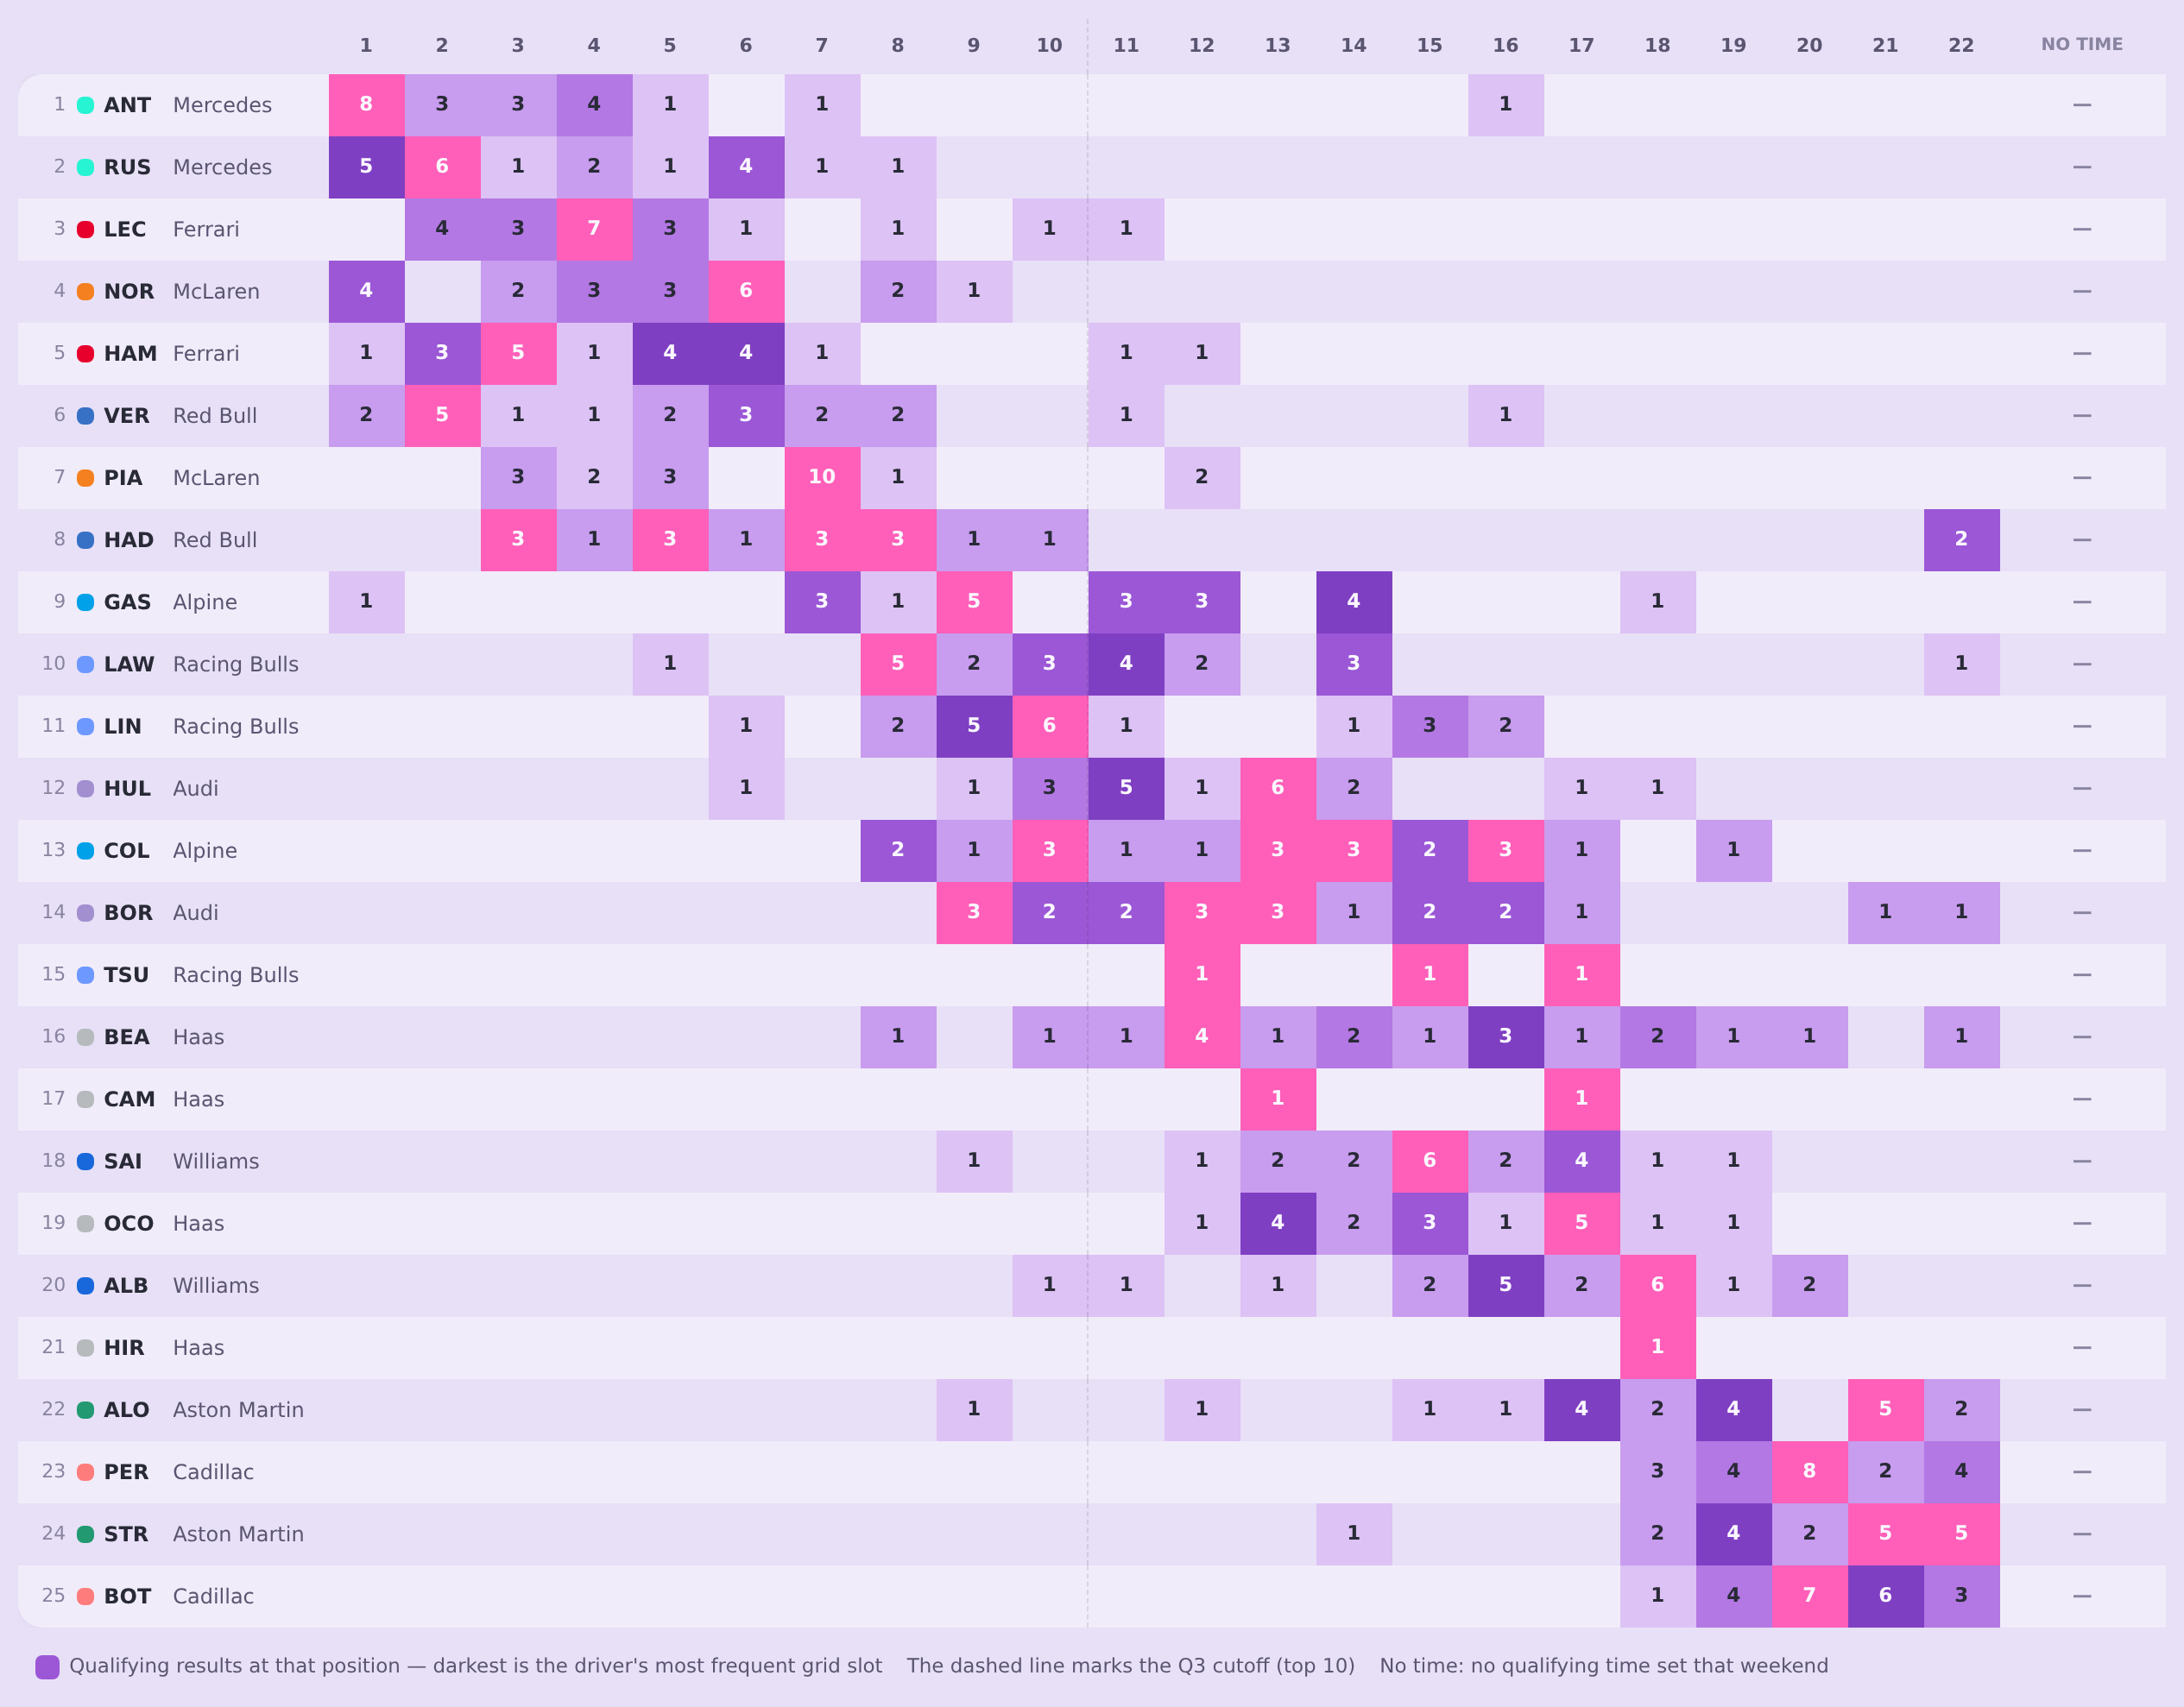 1 2 3 4 5 6 7 8 9 10 11 12 13 14 15 16 17 18 19 20 21 22 NO TIME
1 ANT Mercedes 8 3 3 4 1 1 1 —
2 RUS Mercedes 5 6 1 2 1 4 1 1 —
3 LEC Ferrari 4 3 7 3 1 1 1 1 —
4 NOR McLaren 4 2 3 3 6 2 1 —
5 HAM Ferrari 1 3 5 1 4 4 1 1 1 —
6 VER Red Bull 2 5 1 1 2 3 2 2 1 1 —
7 PIA McLaren 3 2 3 10 1 2 —
8 HAD Red Bull 3 1 3 1 3 3 1 1 2 —
9 GAS Alpine 1 3 1 5 3 3 4 1 —
10 LAW Racing Bulls 1 5 2 3 4 2 3 1 —
11 LIN Racing Bulls 1 2 5 6 1 1 3 2 —
12 HUL Audi 1 1 3 5 1 6 2 1 1 —
13 COL Alpine 2 1 3 1 1 3 3 2 3 1 1 —
14 BOR Audi 3 2 2 3 3 1 2 2 1 1 1 —
15 TSU Racing Bulls 1 1 1 —
16 BEA Haas 1 1 1 4 1 2 1 3 1 2 1 1 1 —
17 CAM Haas 1 1 —
18 SAI Williams 1 1 2 2 6 2 4 1 1 —
19 OCO Haas 1 4 2 3 1 5 1 1 —
20 ALB Williams 1 1 1 2 5 2 6 1 2 —
21 HIR Haas 1 —
22 ALO Aston Martin 1 1 1 1 4 2 4 5 2 —
23 PER Cadillac 3 4 8 2 4 —
24 STR Aston Martin 1 2 4 2 5 5 —
25 BOT Cadillac 1 4 7 6 3 —
Qualifying results at that position — darkest is the driver's most frequent grid slot The dashed line marks the Q3 cutoff (top 10) No time: no qualifying time set that weekend